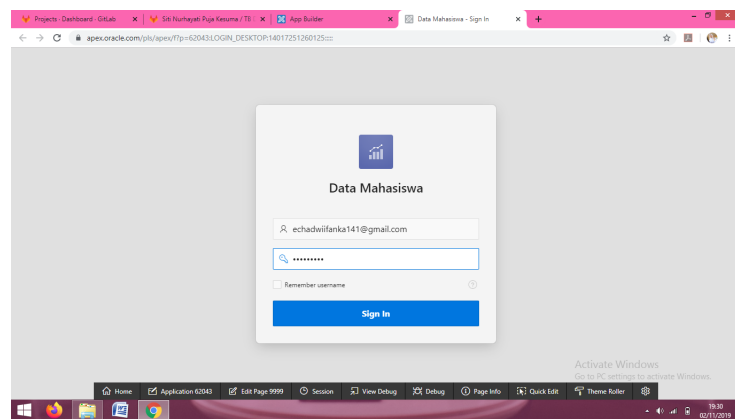 Projects · Dashboard · GitLab
Siti Nurhayati Puja Kesuma / TI
App Builder
Data Mahasiswa - Sign In
apex.oracle.com/pls/apex/f?p=62043:LOGIN_DESKTOP:14017251260125:::::
Data Mahasiswa
echadwiifanka141@gmail.com
•••••••••
Remember username
Sign In
Activate Windows
Go to PC settings to activate Windows.
Home Application 62043 Edit Page 9999 Session View Debug Debug Page Info Quick Edit Theme Roller
19:30
02/11/2019